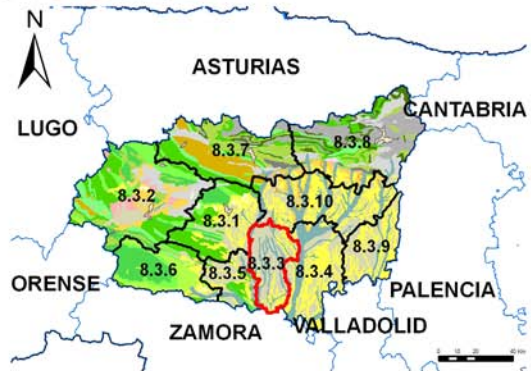 N
ASTURIAS
CANTABRIA
LUGO
8.3.7
8.3.8
8.3.2
8.3.10
8.3.1
8.3.9
8.3.3
8.3.6
8.3.5
8.3.4
ORENSE
PALENCIA
ZAMORA
VALLADOLID